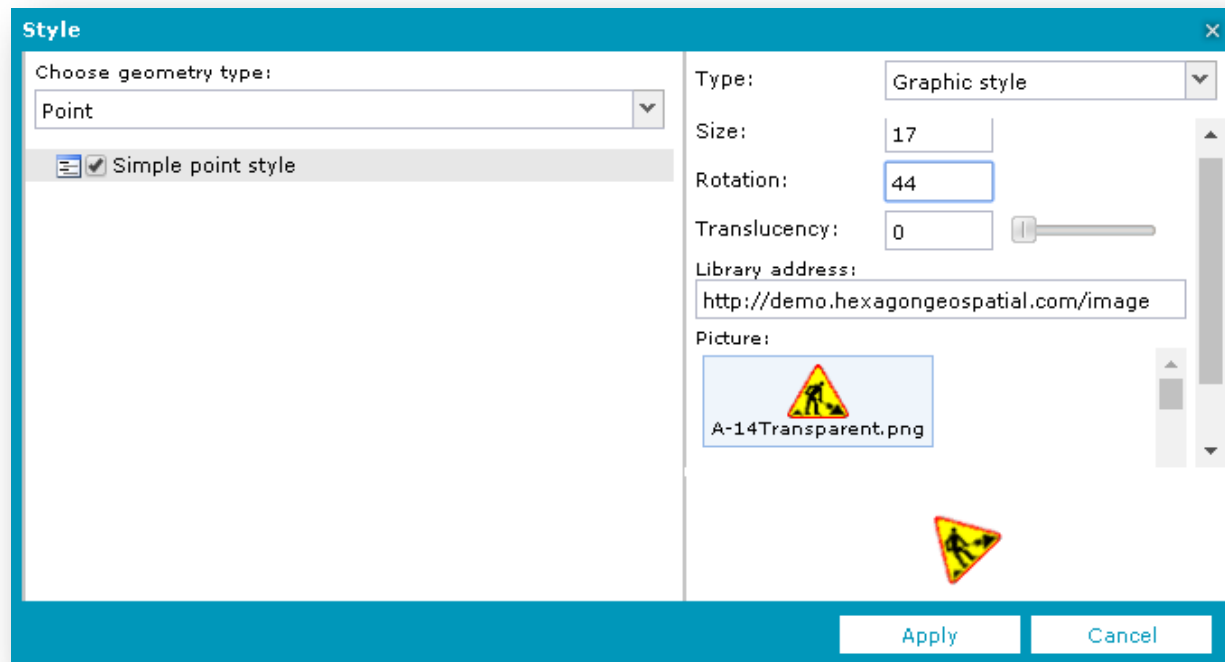 Style
Choose geometry type:
Point
Simple point style
Type:
Graphic style
Size:
17
Rotation:
44
Translucency:
0
Library address:
http://demo.hexagongeospatial.com/image
Picture:
A-14Transparent.png
Apply
Cancel